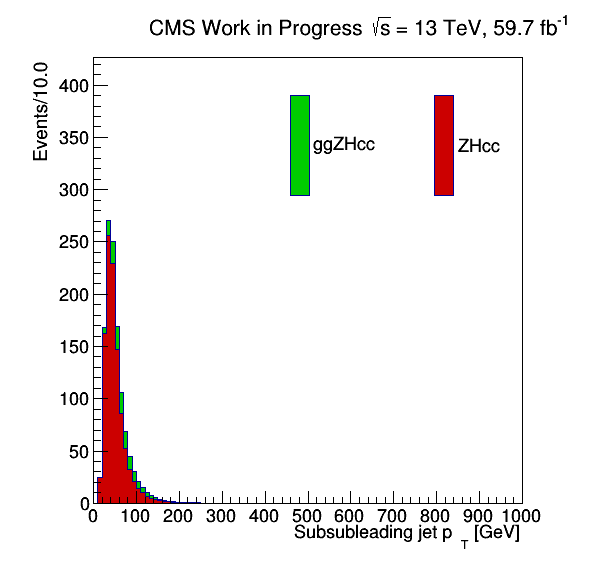 CMS Work in Progress √s = 13 TeV, 59.7 fb⁻¹
Events/10.0
400
350
300
250
200
150
100
50
0
ggZHcc
ZHcc
0 100 200 300 400 500 600 700 800 900 1000
Subsubleading jet p_T [GeV]